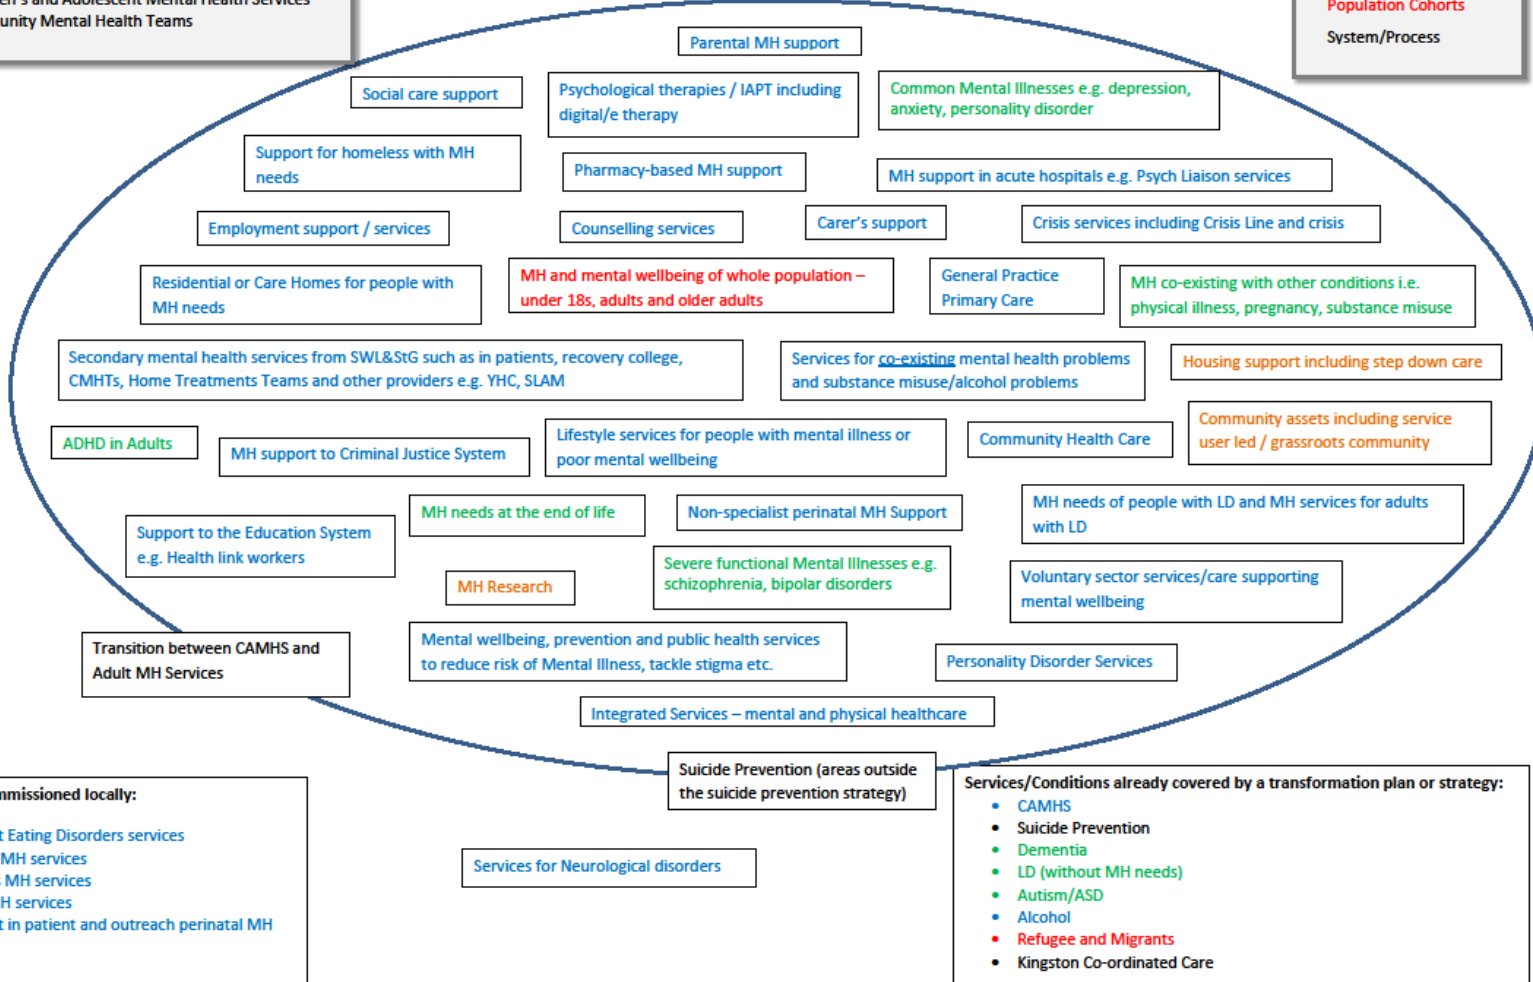 and Adolescent Mental Health Services
Mental Health Teams
Population Cohorts
System/Process
Parental MH support
Social care support
Psychological therapies / IAPT including
digital/e therapy
Common Mental Illnesses e.g. depression,
anxiety, personality disorder
Support for homeless with MH
needs
Pharmacy-based MH support
MH support in acute hospitals e.g. Psych Liaison services
Employment support / services
Counselling services
Carer's support
Crisis services including Crisis Line and crisis
Residential or Care Homes for people with
MH needs
MH and mental wellbeing of whole population –
under 18s, adults and older adults
General Practice
Primary Care
MH co-existing with other conditions i.e.
physical illness, pregnancy, substance misuse
Secondary mental health services from SWL&StG such as in patients, recovery college,
CMHTs, Home Treatments Teams and other providers e.g. YHC, SLAM
Services for co-existing mental health problems
and substance misuse/alcohol problems
Housing support including step down care
ADHD in Adults
MH support to Criminal Justice System
Lifestyle services for people with mental illness or
poor mental wellbeing
Community Health Care
Community assets including service
user led / grassroots community
Support to the Education System
e.g. Health link workers
MH needs at the end of life
Non-specialist perinatal MH Support
MH needs of people with LD and MH services for adults
with LD
MH Research
Severe functional Mental Illnesses e.g.
schizophrenia, bipolar disorders
Voluntary sector services/care supporting
mental wellbeing
Transition between CAMHS and
Adult MH Services
Mental wellbeing, prevention and public health services
to reduce risk of Mental Illness, tackle stigma etc.
Personality Disorder Services
Integrated Services – mental and physical healthcare
Suicide Prevention (areas outside
the suicide prevention strategy)
locally:
Eating Disorders services
MH services
MH services
services
in patient and outreach perinatal MH
Services for Neurological disorders
Services/Conditions already covered by a transformation plan or strategy:
• CAMHS
• Suicide Prevention
• Dementia
• LD (without MH needs)
• Autism/ASD
• Alcohol
• Refugee and Migrants
• Kingston Co-ordinated Care